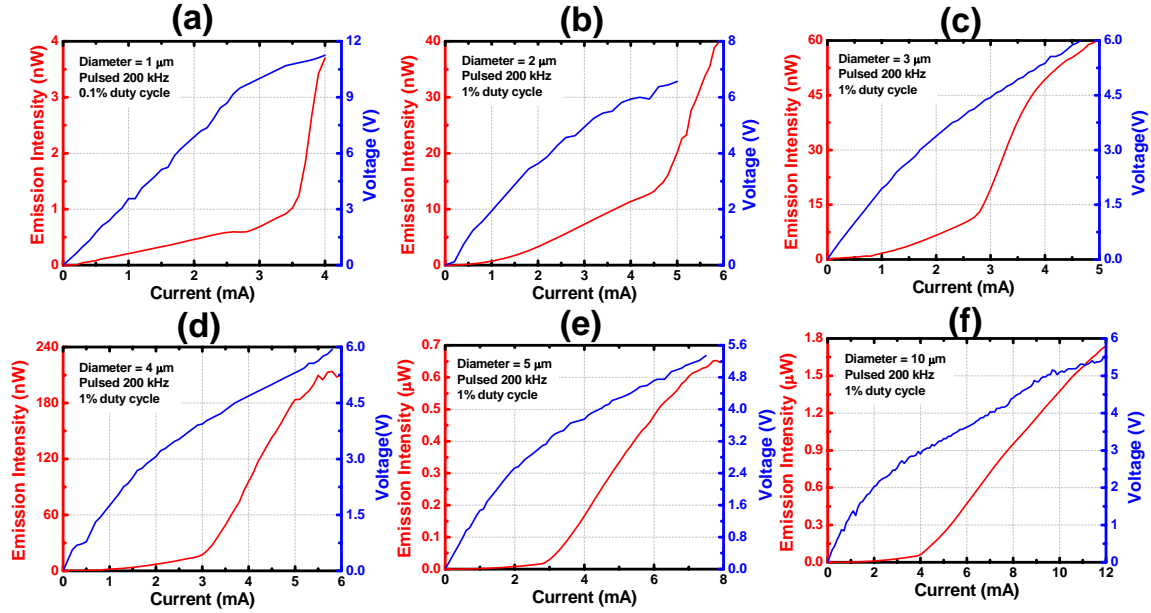 (a)
Emission Intensity (nW)
4
3
2
1
0
Diameter = 1 µm
Pulsed 200 kHz
0.1% duty cycle
12
9
6
3
0
Voltage (V)
0 1 2 3 4
Current (mA)
(b)
Emission Intensity (nW)
40
30
20
10
0
Diameter = 2 µm
Pulsed 200 kHz
1% duty cycle
8
6
4
2
0
Voltage (V)
0 1 2 3 4 5 6
Current (mA)
(c)
Emission Intensity (nW)
60
45
30
15
0
Diameter = 3 µm
Pulsed 200 kHz
1% duty cycle
6.0
4.5
3.0
1.5
0.0
Voltage(V)
0 1 2 3 4 5
Current (mA)
(d)
Emission Intensity (nW)
240
180
120
60
0
Diameter = 4 µm
Pulsed 200 kHz
1% duty cycle
6.0
4.5
3.0
1.5
0.0
Voltage(V)
0 1 2 3 4 5 6
Current (mA)
(e)
Emission Intensity (µW)
0.7
0.6
0.5
0.4
0.3
0.2
0.1
0.0
Diameter = 5 µm
Pulsed 200 kHz
1% duty cycle
5.6
4.8
4.0
3.2
2.4
1.6
0.8
0.0
Voltage (V)
0 2 4 6 8
Current (mA)
(f)
Emission Intensity (µW)
1.8
1.5
1.2
0.9
0.6
0.3
0.0
Diameter = 10 µm
Pulsed 200 kHz
1% duty cycle
6
5
4
3
2
1
0
Voltage (V)
0 2 4 6 8 10 12
Current (mA)